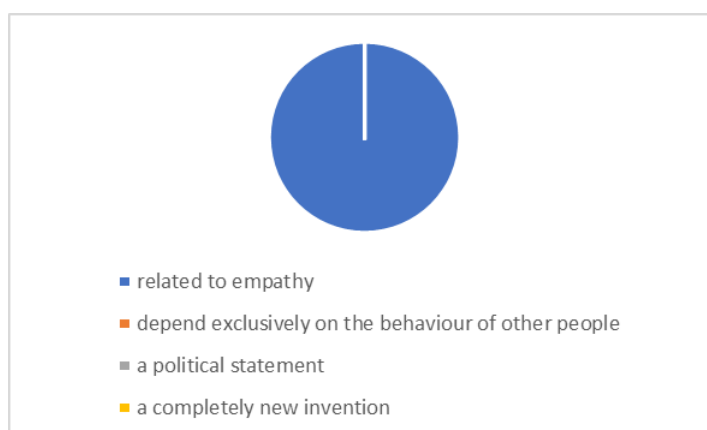 related to empathy
depend exclusively on the behaviour of other people
a political statement
a completely new invention